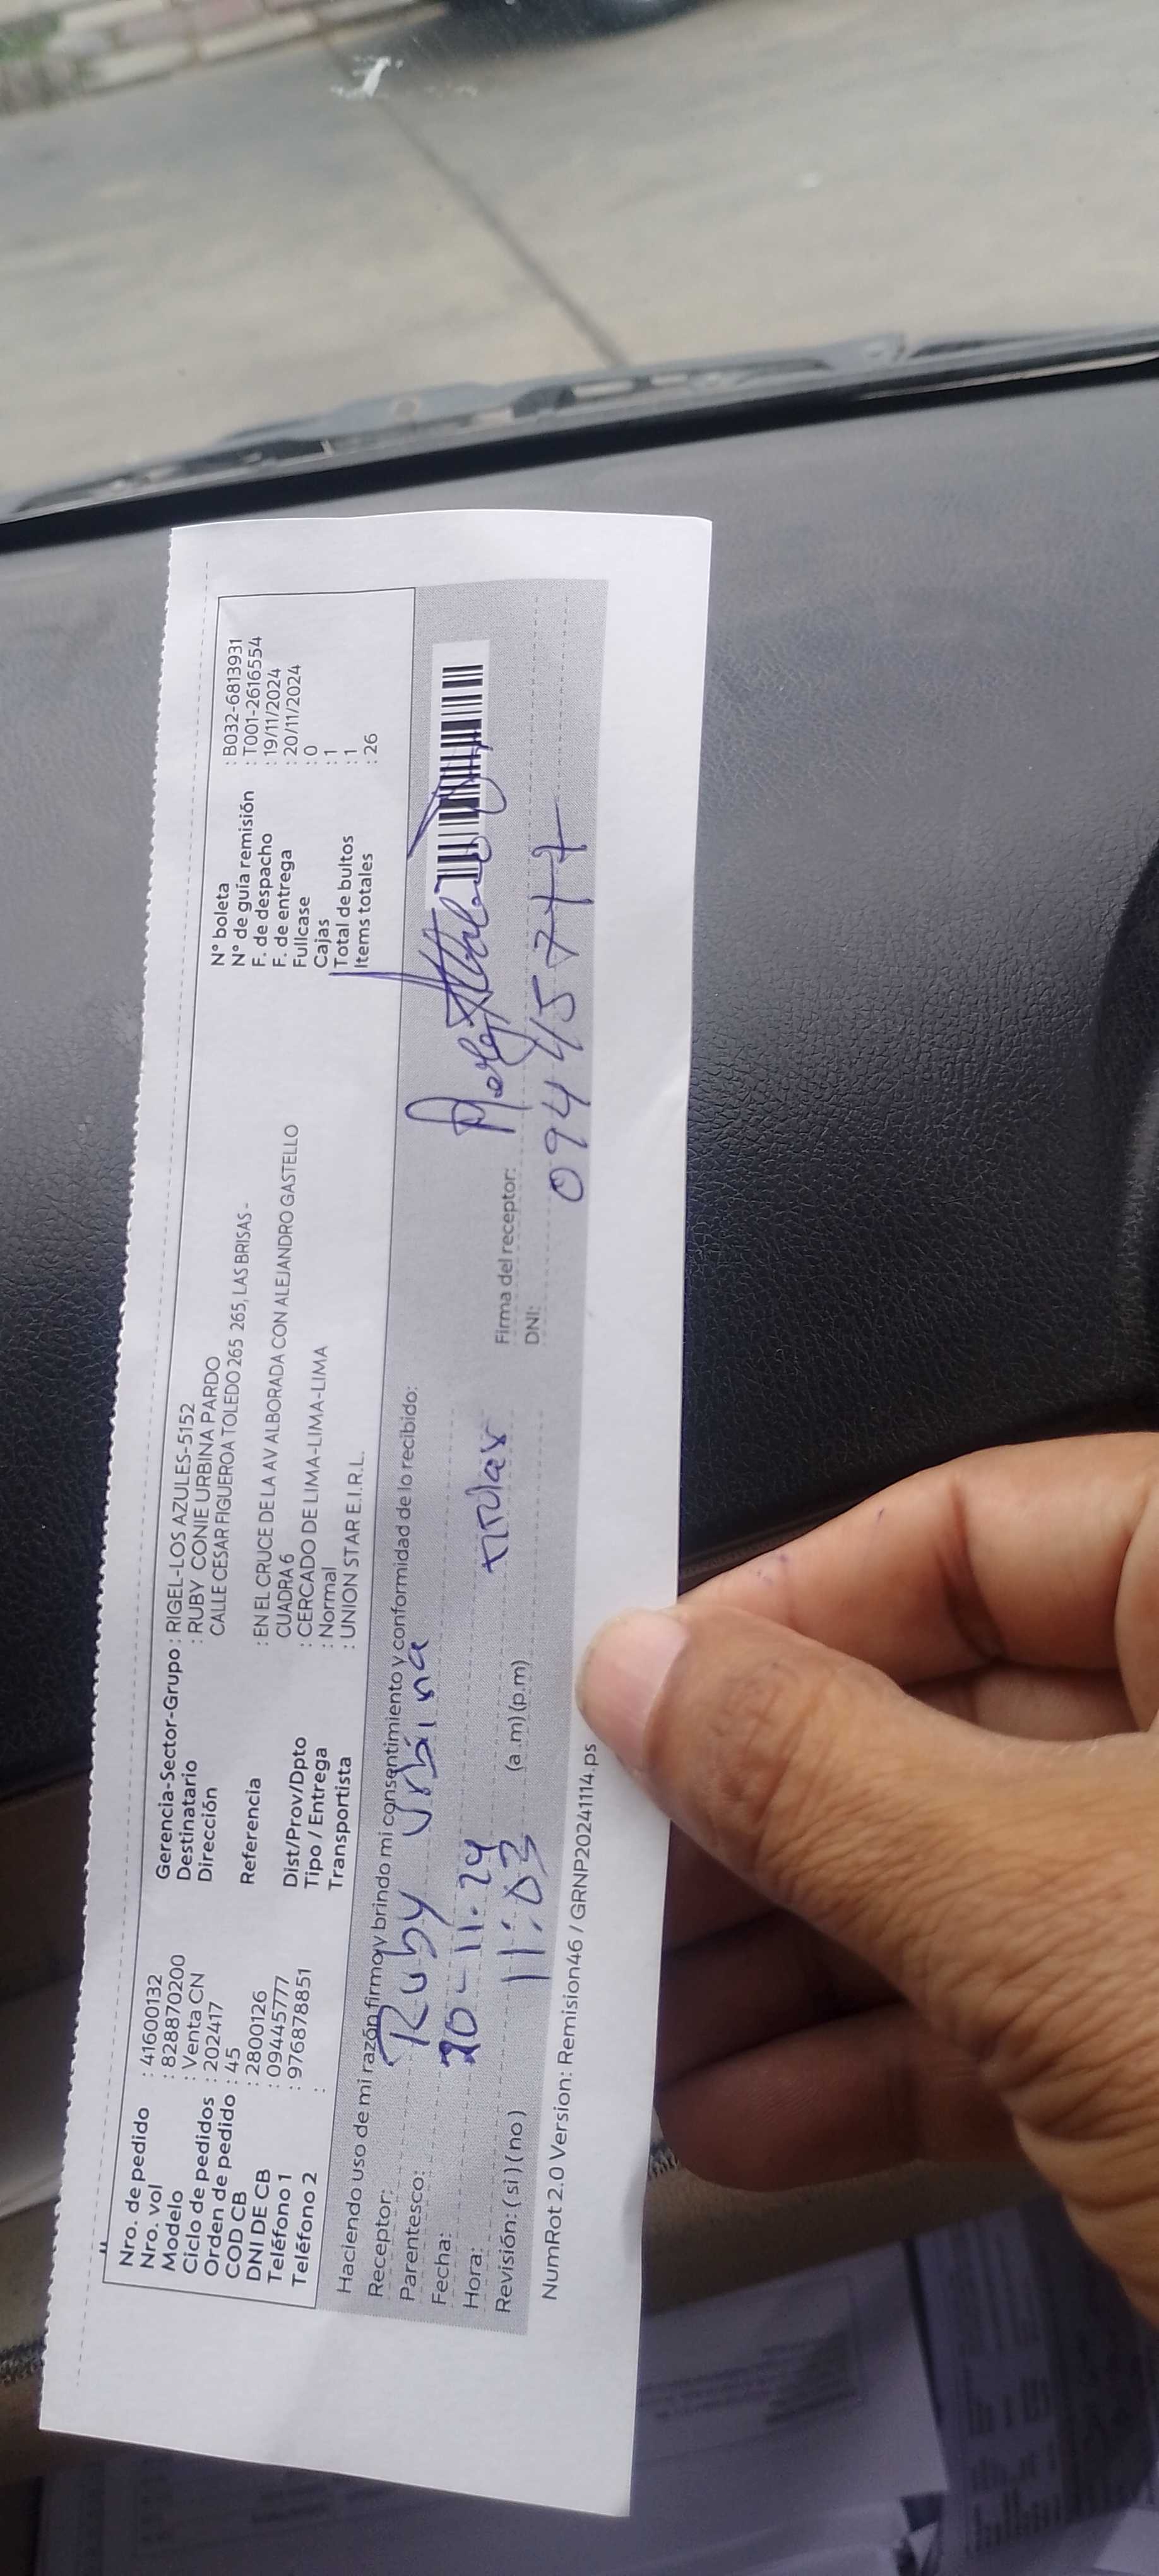 Nro. de pedido : 41600132
Nro. vol : 828870200
Modelo : Venta CN
Ciclo de pedidos : 202417
Orden de pedido : 45
COD CB : 2800126
DNI DE CB : 09445777
Teléfono 1 : 976878851
Teléfono 2 :
Gerencia-Sector-Grupo : RIGEL-LOS AZULES-5152
Destinatario : RUBY CONIE URBINA PARDO
Dirección CALLE CESAR FIGUEROA TOLEDO 265 265, LAS BRISAS -
Referencia : EN EL CRUCE DE LA AV ALBORADA CON ALEJANDRO GASTELLO
CUADRA 6
Dist/Prov/Dpto : CERCADO DE LIMA-LIMA-LIMA
Tipo / Entrega : Normal
Transportista : UNION STAR E.I.R.L.
N° boleta : B032-6813931
N° de guía remisión : T001-2616554
F. de despacho : 19/11/2024
F. de entrega : 20/11/2024
Fullcase : 0
Cajas : 1
Total de bultos : 1
Items totales : 26
Haciendo uso de mi razón firmo y brindo mi consentimiento y conformidad de lo recibido:
Receptor: Ruby Urbina
Parentesco: titular
Fecha: 20-11-24
Hora: 11:03 (a.m) (p.m)
Revisión: ( si ) ( no )
Firma del receptor:
DNI: 09445777
NumRot 2.0 Version: Remision46 / GRNP20241114.ps